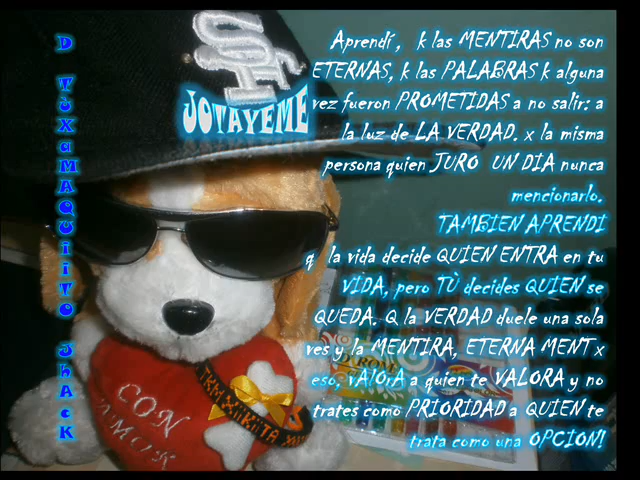 SF
JOTAYEME
Aprendí, k las MENTIRAS no son
ETERNAS, k las PALABRAS k alguna
vez fueron PROMETIDAS a no salir: a
la luz de LA VERDAD. x la misma
persona quien JURO UN DIA nunca
mencionarlo.
TAMBIEN APRENDI
q la vida decide QUIEN ENTRA en tu
VIDA, pero TÙ decides QUIEN se
QUEDA. Q la VERDAD duele una sola
ves y la MENTIRA, ETERNA MENT x
eso, vAlOrA a quien te VALORA y no
trates como PRIORIDAD a QUIEN te
trata como una OPCION!
D TùXaMAQUIITO JhAcK
CON
AMOR